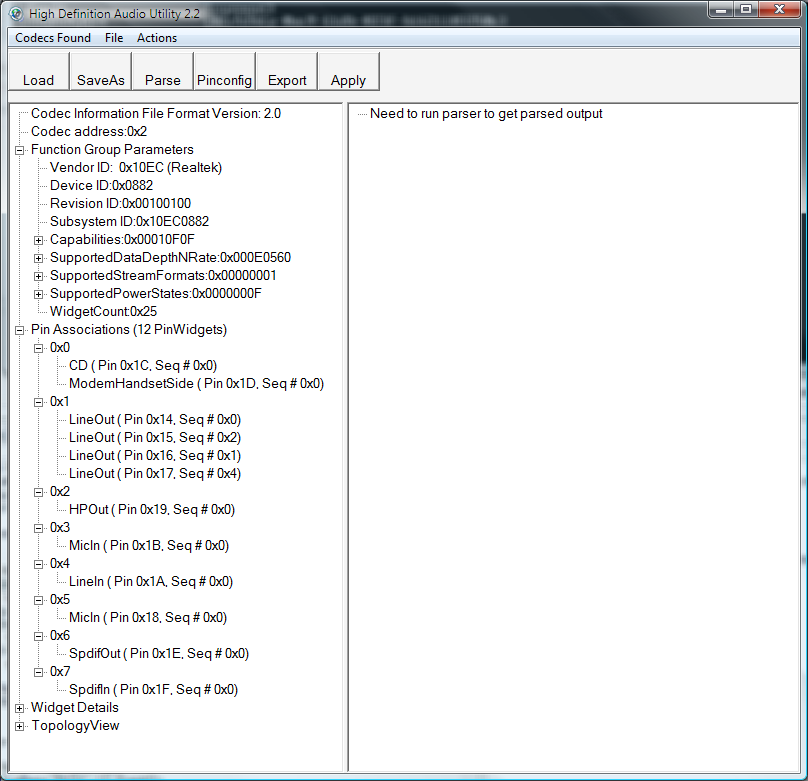 High Definition Audio Utility 2.2
Codecs Found File Actions
Load SaveAs Parse Pinconfig Export Apply
Codec Information File Format Version: 2.0
Codec address:0x2
Function Group Parameters
Vendor ID: 0x10EC (Realtek)
Device ID:0x0882
Revision ID:0x00100100
Subsystem ID:0x10EC0882
Capabilities:0x00010F0F
SupportedDataDepthNRate:0x000E0560
SupportedStreamFormats:0x00000001
SupportedPowerStates:0x0000000F
WidgetCount:0x25
Pin Associations (12 PinWidgets)
0x0
CD ( Pin 0x1C, Seq # 0x0)
ModemHandsetSide ( Pin 0x1D, Seq # 0x0)
0x1
LineOut ( Pin 0x14, Seq # 0x0)
LineOut ( Pin 0x15, Seq # 0x2)
LineOut ( Pin 0x16, Seq # 0x1)
LineOut ( Pin 0x17, Seq # 0x4)
0x2
HPOut ( Pin 0x19, Seq # 0x0)
0x3
MicIn ( Pin 0x1B, Seq # 0x0)
0x4
LineIn ( Pin 0x1A, Seq # 0x0)
0x5
MicIn ( Pin 0x18, Seq # 0x0)
0x6
SpdifOut ( Pin 0x1E, Seq # 0x0)
0x7
SpdifIn ( Pin 0x1F, Seq # 0x0)
Widget Details
TopologyView
Need to run parser to get parsed output